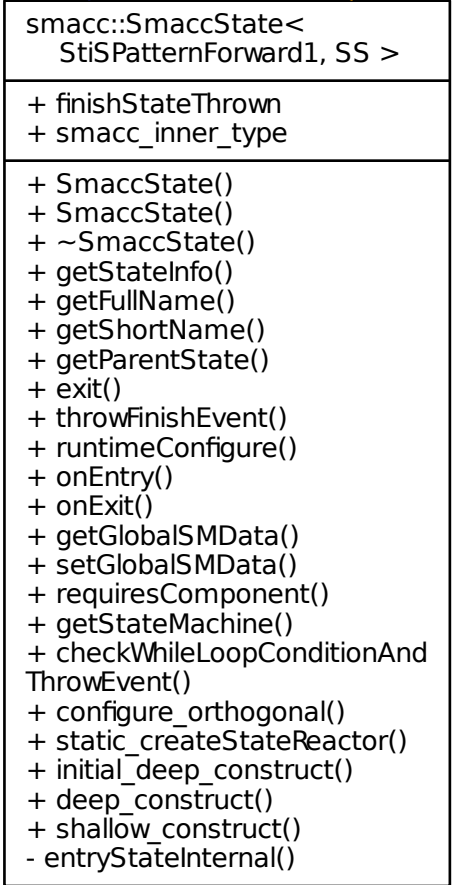 smacc::SmaccState<
StiSPatternForward1, SS >
+ finishStateThrown
+ smacc_inner_type
+ SmaccState()
+ SmaccState()
+ ~SmaccState()
+ getStateInfo()
+ getFullName()
+ getShortName()
+ getParentState()
+ exit()
+ throwFinishEvent()
+ runtimeConfigure()
+ onEntry()
+ onExit()
+ getGlobalSMData()
+ setGlobalSMData()
+ requiresComponent()
+ getStateMachine()
+ checkWhileLoopConditionAnd
ThrowEvent()
+ configure_orthogonal()
+ static_createStateReactor()
+ initial_deep_construct()
+ deep_construct()
+ shallow_construct()
- entryStateInternal()